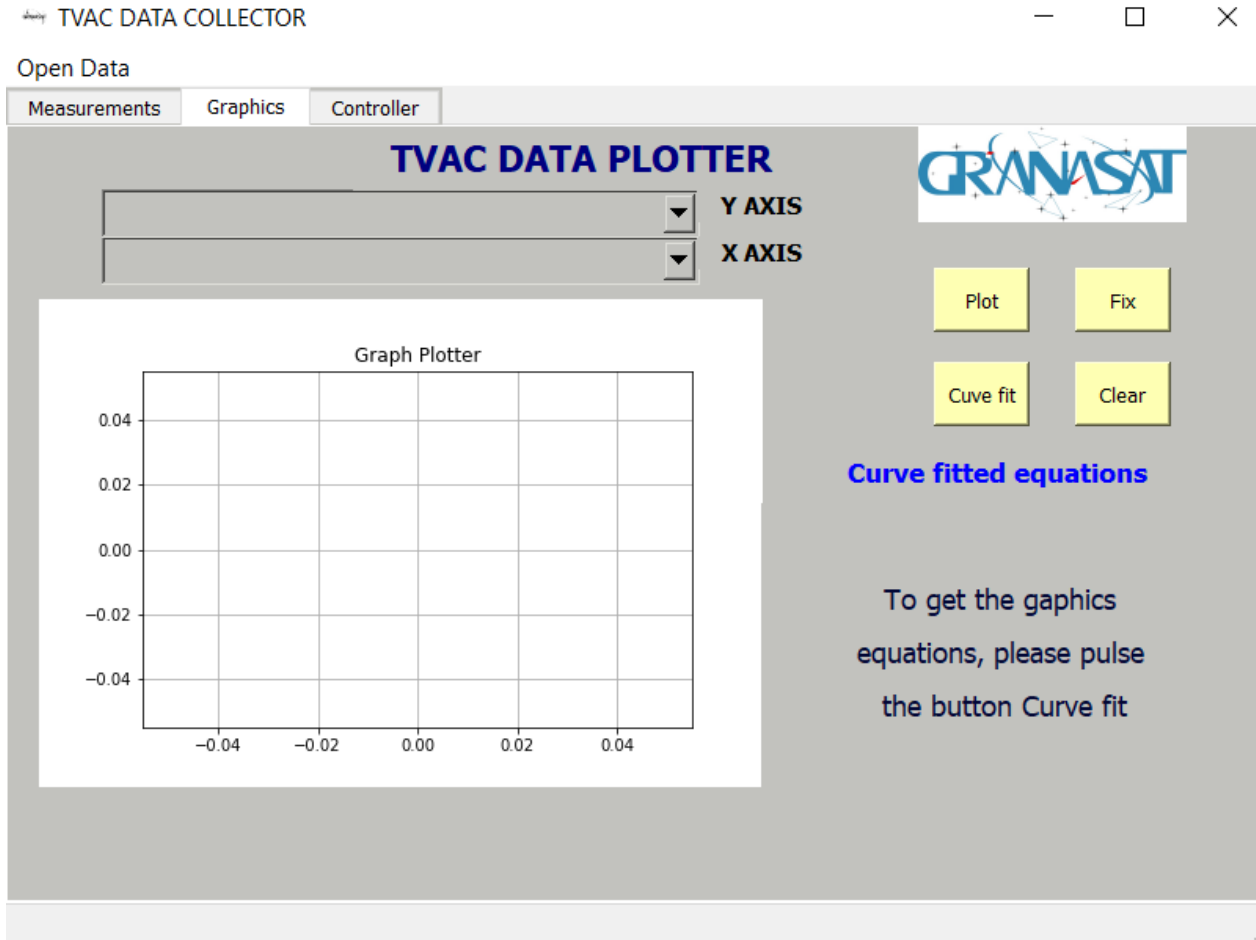 TVAC DATA COLLECTOR
Open Data
Measurements Graphics Controller
TVAC DATA PLOTTER
GRANASAT
Y AXIS
X AXIS
Plot Fix
Cuve fit Clear
Graph Plotter
0.04
0.02
0.00
−0.02
−0.04
−0.04 −0.02 0.00 0.02 0.04
Curve fitted equations
To get the gaphics
equations, please pulse
the button Curve fit